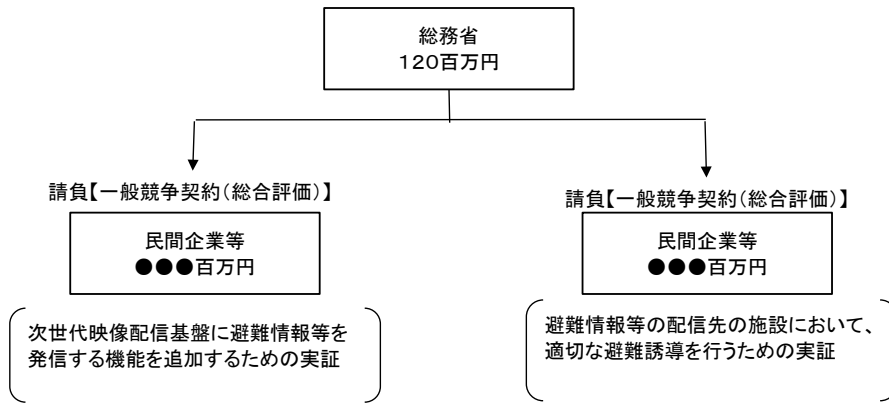 総務省
120百万円
請負【一般競争契約(総合評価)】
民間企業等
●●●百万円
次世代映像配信基盤に避難情報等を
発信する機能を追加するための実証
請負【一般競争契約(総合評価)】
民間企業等
●●●百万円
避難情報等の配信先の施設において、
適切な避難誘導を行うための実証